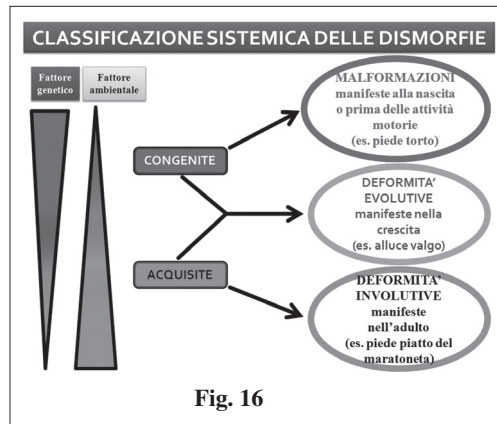 CLASSIFICAZIONE SISTEMICA DELLE DISMORFIE
Fattore
genetico
Fattore
ambientale
CONGENITE
ACQUISITE
MALFORMAZIONI
manifeste alla nascita
o prima delle attività
motorie
(es. piede torto)
DEFORMITA'
EVOLUTIVE
manifeste nella
crescita
(es. alluce valgo)
DEFORMITA'
INVOLUTIVE
manifeste
nell'adulto
(es. piede piatto del
maratoneta)
Fig. 16